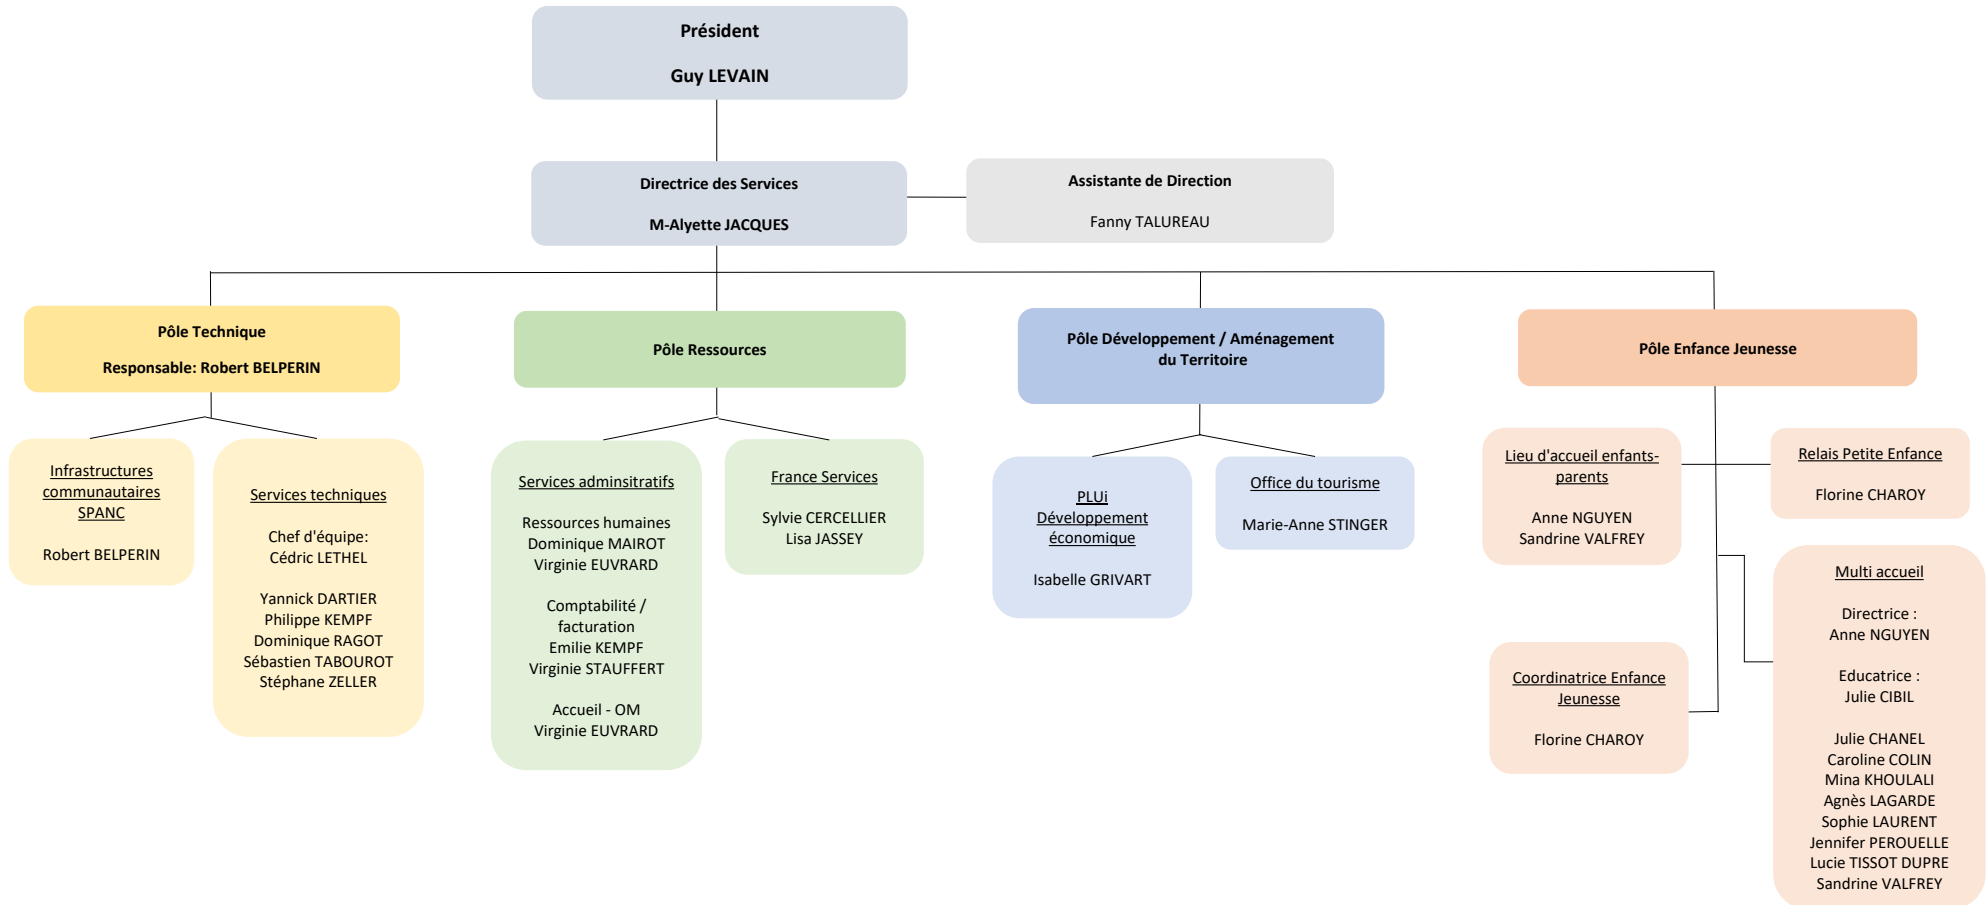 Président
Guy LEVAIN
Directrice des Services
M-Alyette JACQUES
Assistante de Direction
Fanny TALUREAU
Pôle Technique
Responsable: Robert BELPERIN
Pôle Ressources
Pôle Développement / Aménagement
du Territoire
Pôle Enfance Jeunesse
Infrastructures
communautaires
SPANC
Robert BELPERIN
Services techniques
Chef d'équipe:
Cédric LETHEL
Yannick DARTIER
Philippe KEMPF
Dominique RAGOT
Sébastien TABOUROT
Stéphane ZELLER
Services adminsitratifs
Ressources humaines
Dominique MAIROT
Virginie EUVRARD
Comptabilité /
facturation
Emilie KEMPF
Virginie STAUFFERT
Accueil - OM
Virginie EUVRARD
France Services
Sylvie CERCELLIER
Lisa JASSEY
PLUi
Développement
économique
Isabelle GRIVART
Office du tourisme
Marie-Anne STINGER
Lieu d'accueil enfants-
parents
Anne NGUYEN
Sandrine VALFREY
Relais Petite Enfance
Florine CHAROY
Coordinatrice Enfance
Jeunesse
Florine CHAROY
Multi accueil
Directrice :
Anne NGUYEN
Educatrice :
Julie CIBIL
Julie CHANEL
Caroline COLIN
Mina KHOULALI
Agnès LAGARDE
Sophie LAURENT
Jennifer PEROUELLE
Lucie TISSOT DUPRE
Sandrine VALFREY